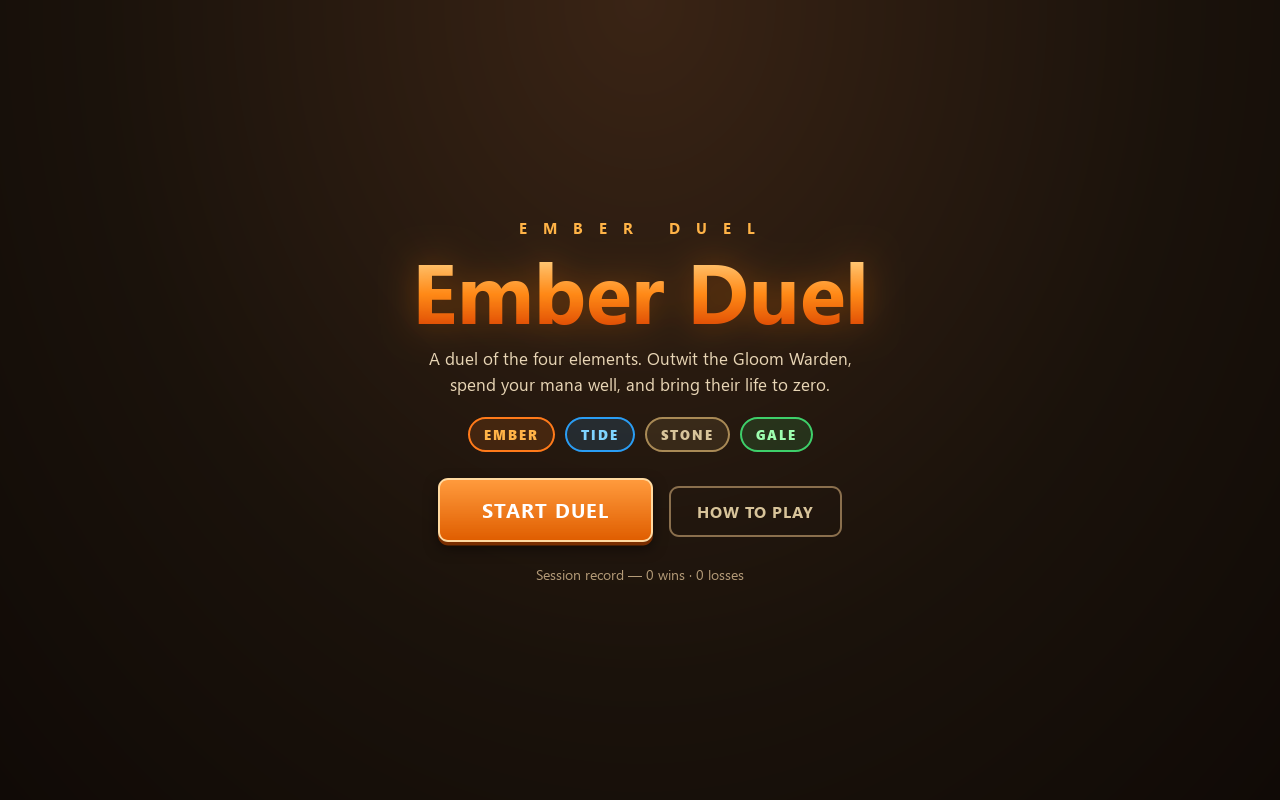 EMBER DUEL
Ember Duel
A duel of the four elements. Outwit the Gloom Warden,
spend your mana well, and bring their life to zero.
EMBER TIDE STONE GALE
START DUEL HOW TO PLAY
Session record — 0 wins · 0 losses